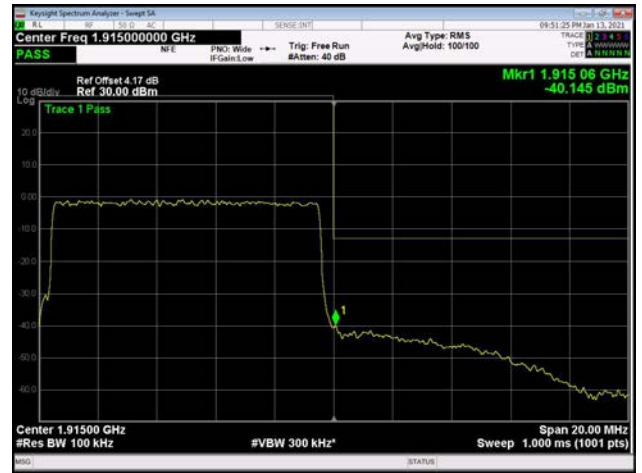 Keysight Spectrum Analyzer - Swept SA
RL RF 50 Ω AC SENSE:INT 09:51:25 PM Jan 13, 2021
Center Freq 1.915000000 GHz Avg Type: RMS TRACE 1 2 3 4 5 6
PASS NFE PNO: Wide Trig: Free Run Avg|Hold: 100/100 TYPE A WWWWW
IFGain:Low #Atten: 40 dB DET A N N N N N
Ref Offset 4.17 dB Mkr1 1.915 06 GHz
10 dB/div Ref 30.00 dBm -40.145 dBm
Log
Trace 1 Pass
20.0
10.0
0.00
-10.0
-20.0
-30.0
1
-40.0
-50.0
-60.0
Center 1.91500 GHz Span 20.00 MHz
#Res BW 100 kHz #VBW 300 kHz* Sweep 1.000 ms (1001 pts)
MSG STATUS